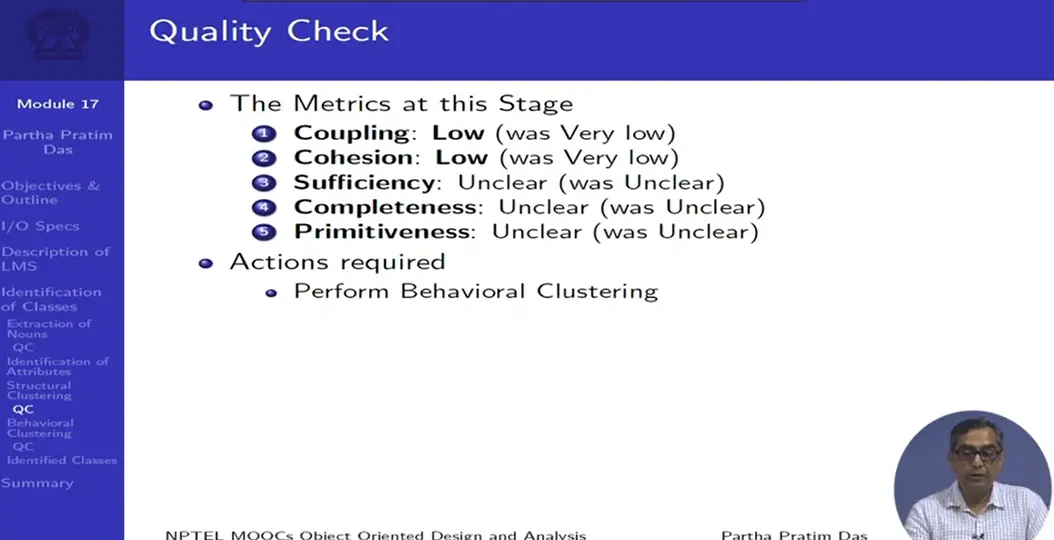 Quality Check
Module 17
Partha Pratim
Das
Objectives &
Outline
I/O Specs
Description of
LMS
Identification
of Classes
Extraction of
Nouns
QC
Identification of
Attributes
Structural
Clustering
QC
Behavioral
Clustering
QC
Identified Classes
Summary
The Metrics at this Stage
1 Coupling: Low (was Very low)
2 Cohesion: Low (was Very low)
3 Sufficiency: Unclear (was Unclear)
4 Completeness: Unclear (was Unclear)
5 Primitiveness: Unclear (was Unclear)
Actions required
Perform Behavioral Clustering
NPTEL MOOCs Object Oriented Design and Analysis
Partha Pratim Das